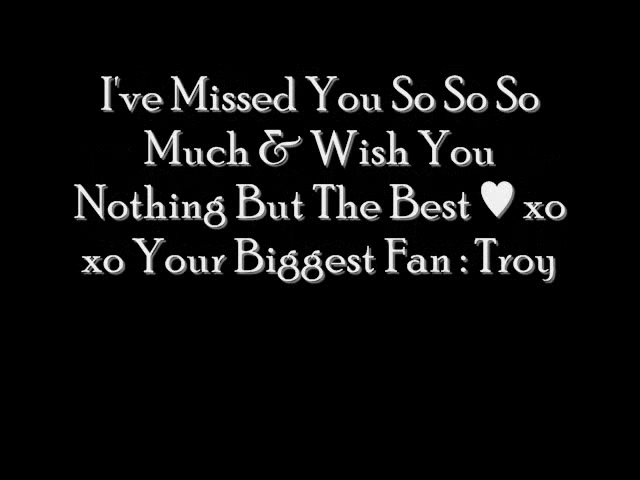 I've Missed You So So So
Much & Wish You
Nothing But The Best ♥ xo
xo Your Biggest Fan : Troy